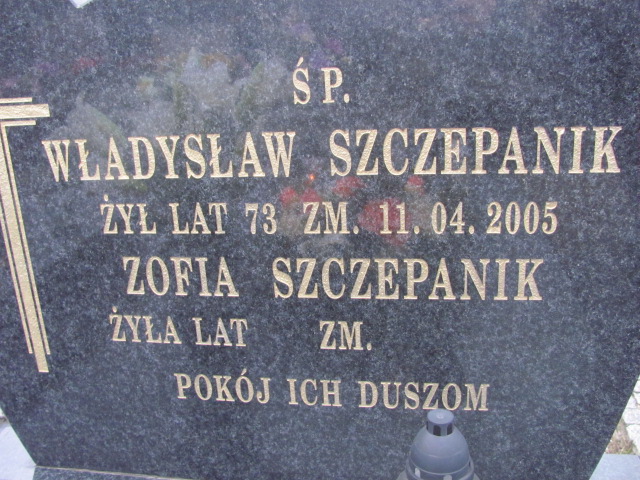 ŚP.
WŁADYSŁAW SZCZEPANIK
ŻYŁ LAT 73 ZM. 11. 04. 2005
ZOFIA SZCZEPANIK
ŻYŁA LAT ZM.
POKÓJ ICH DUSZOM